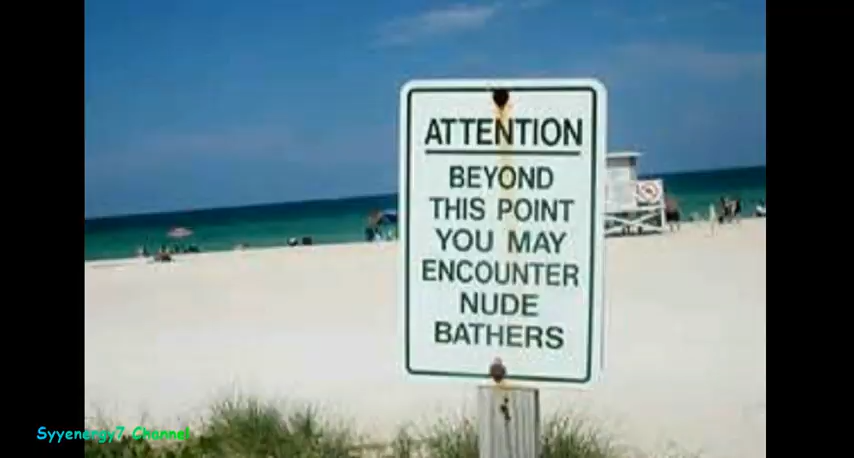 ATTENTION
BEYOND
THIS POINT
YOU MAY
ENCOUNTER
NUDE
BATHERS
Syyenergy7 Channel